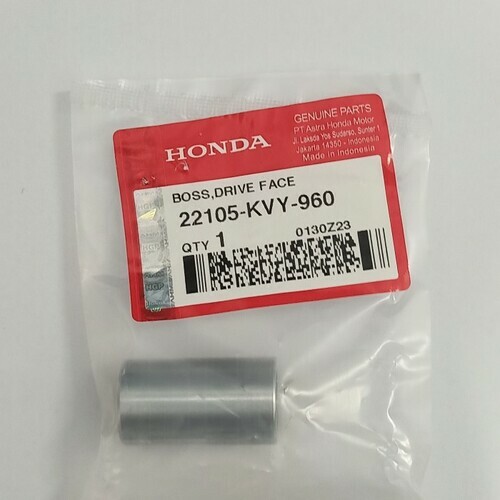 HONDA
GENUINE PARTS
PT Astra Honda Motor
Jl. Laksda Yos Sudarso, Sunter 1
Jakarta 14350 - Indonesia
Made in Indonesia
BOSS,DRIVE FACE
22105-KVY-960
QTY 1
0130Z23